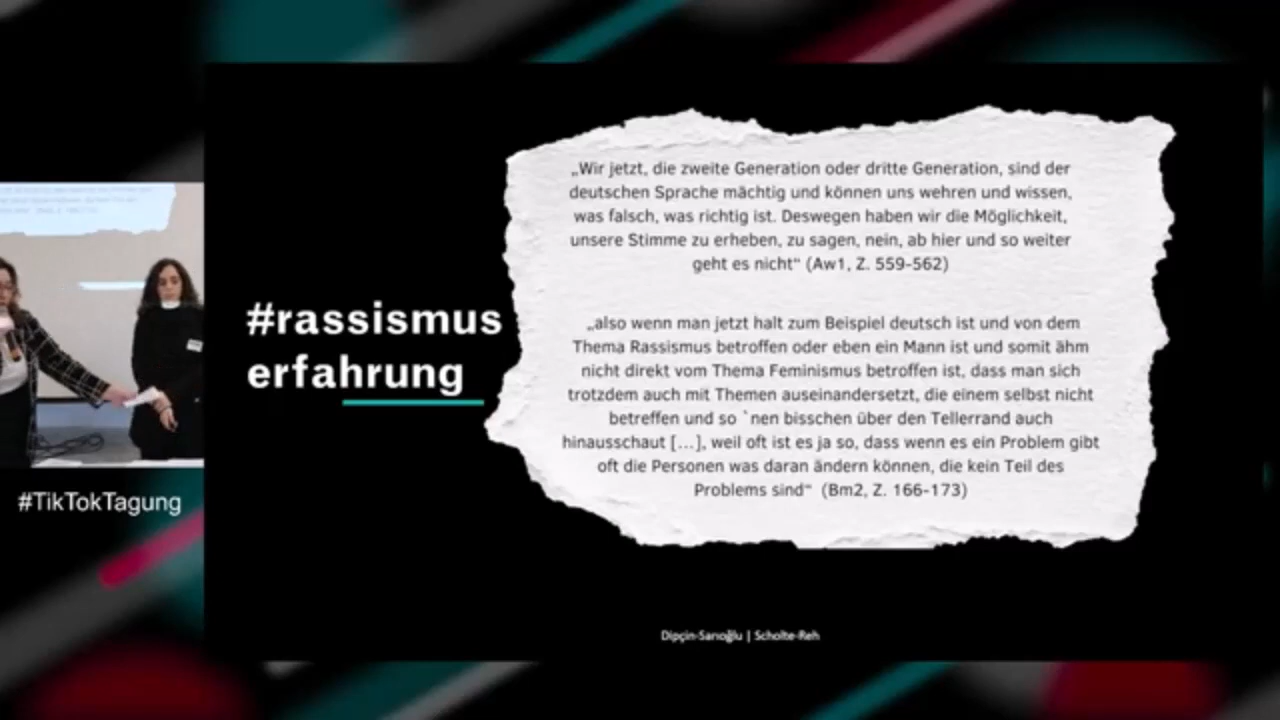 „Wir jetzt, die zweite Generation oder dritte Generation, sind der
deutschen Sprache mächtig und können uns wehren und wissen,
was falsch, was richtig ist. Deswegen haben wir die Möglichkeit,
unsere Stimme zu erheben, zu sagen, nein, ab hier und so weiter
geht es nicht“ (Aw1, Z. 559-562)
#rassismus
erfahrung
„also wenn man jetzt halt zum Beispiel deutsch ist und von dem
Thema Rassismus betroffen oder eben ein Mann ist und somit ähm
nicht direkt vom Thema Feminismus betroffen ist, dass man sich
trotzdem auch mit Themen auseinandersetzt, die einem selbst nicht
betreffen und so `nen bisschen über den Tellerrand auch
hinausschaut [...], weil oft ist es ja so, dass wenn es ein Problem gibt
oft die Personen was daran ändern können, die kein Teil des
Problems sind“ (Bm2, Z. 166-173)
#TikTokTagung
Dipçin-Sarıoğlu | Scholte-Reh